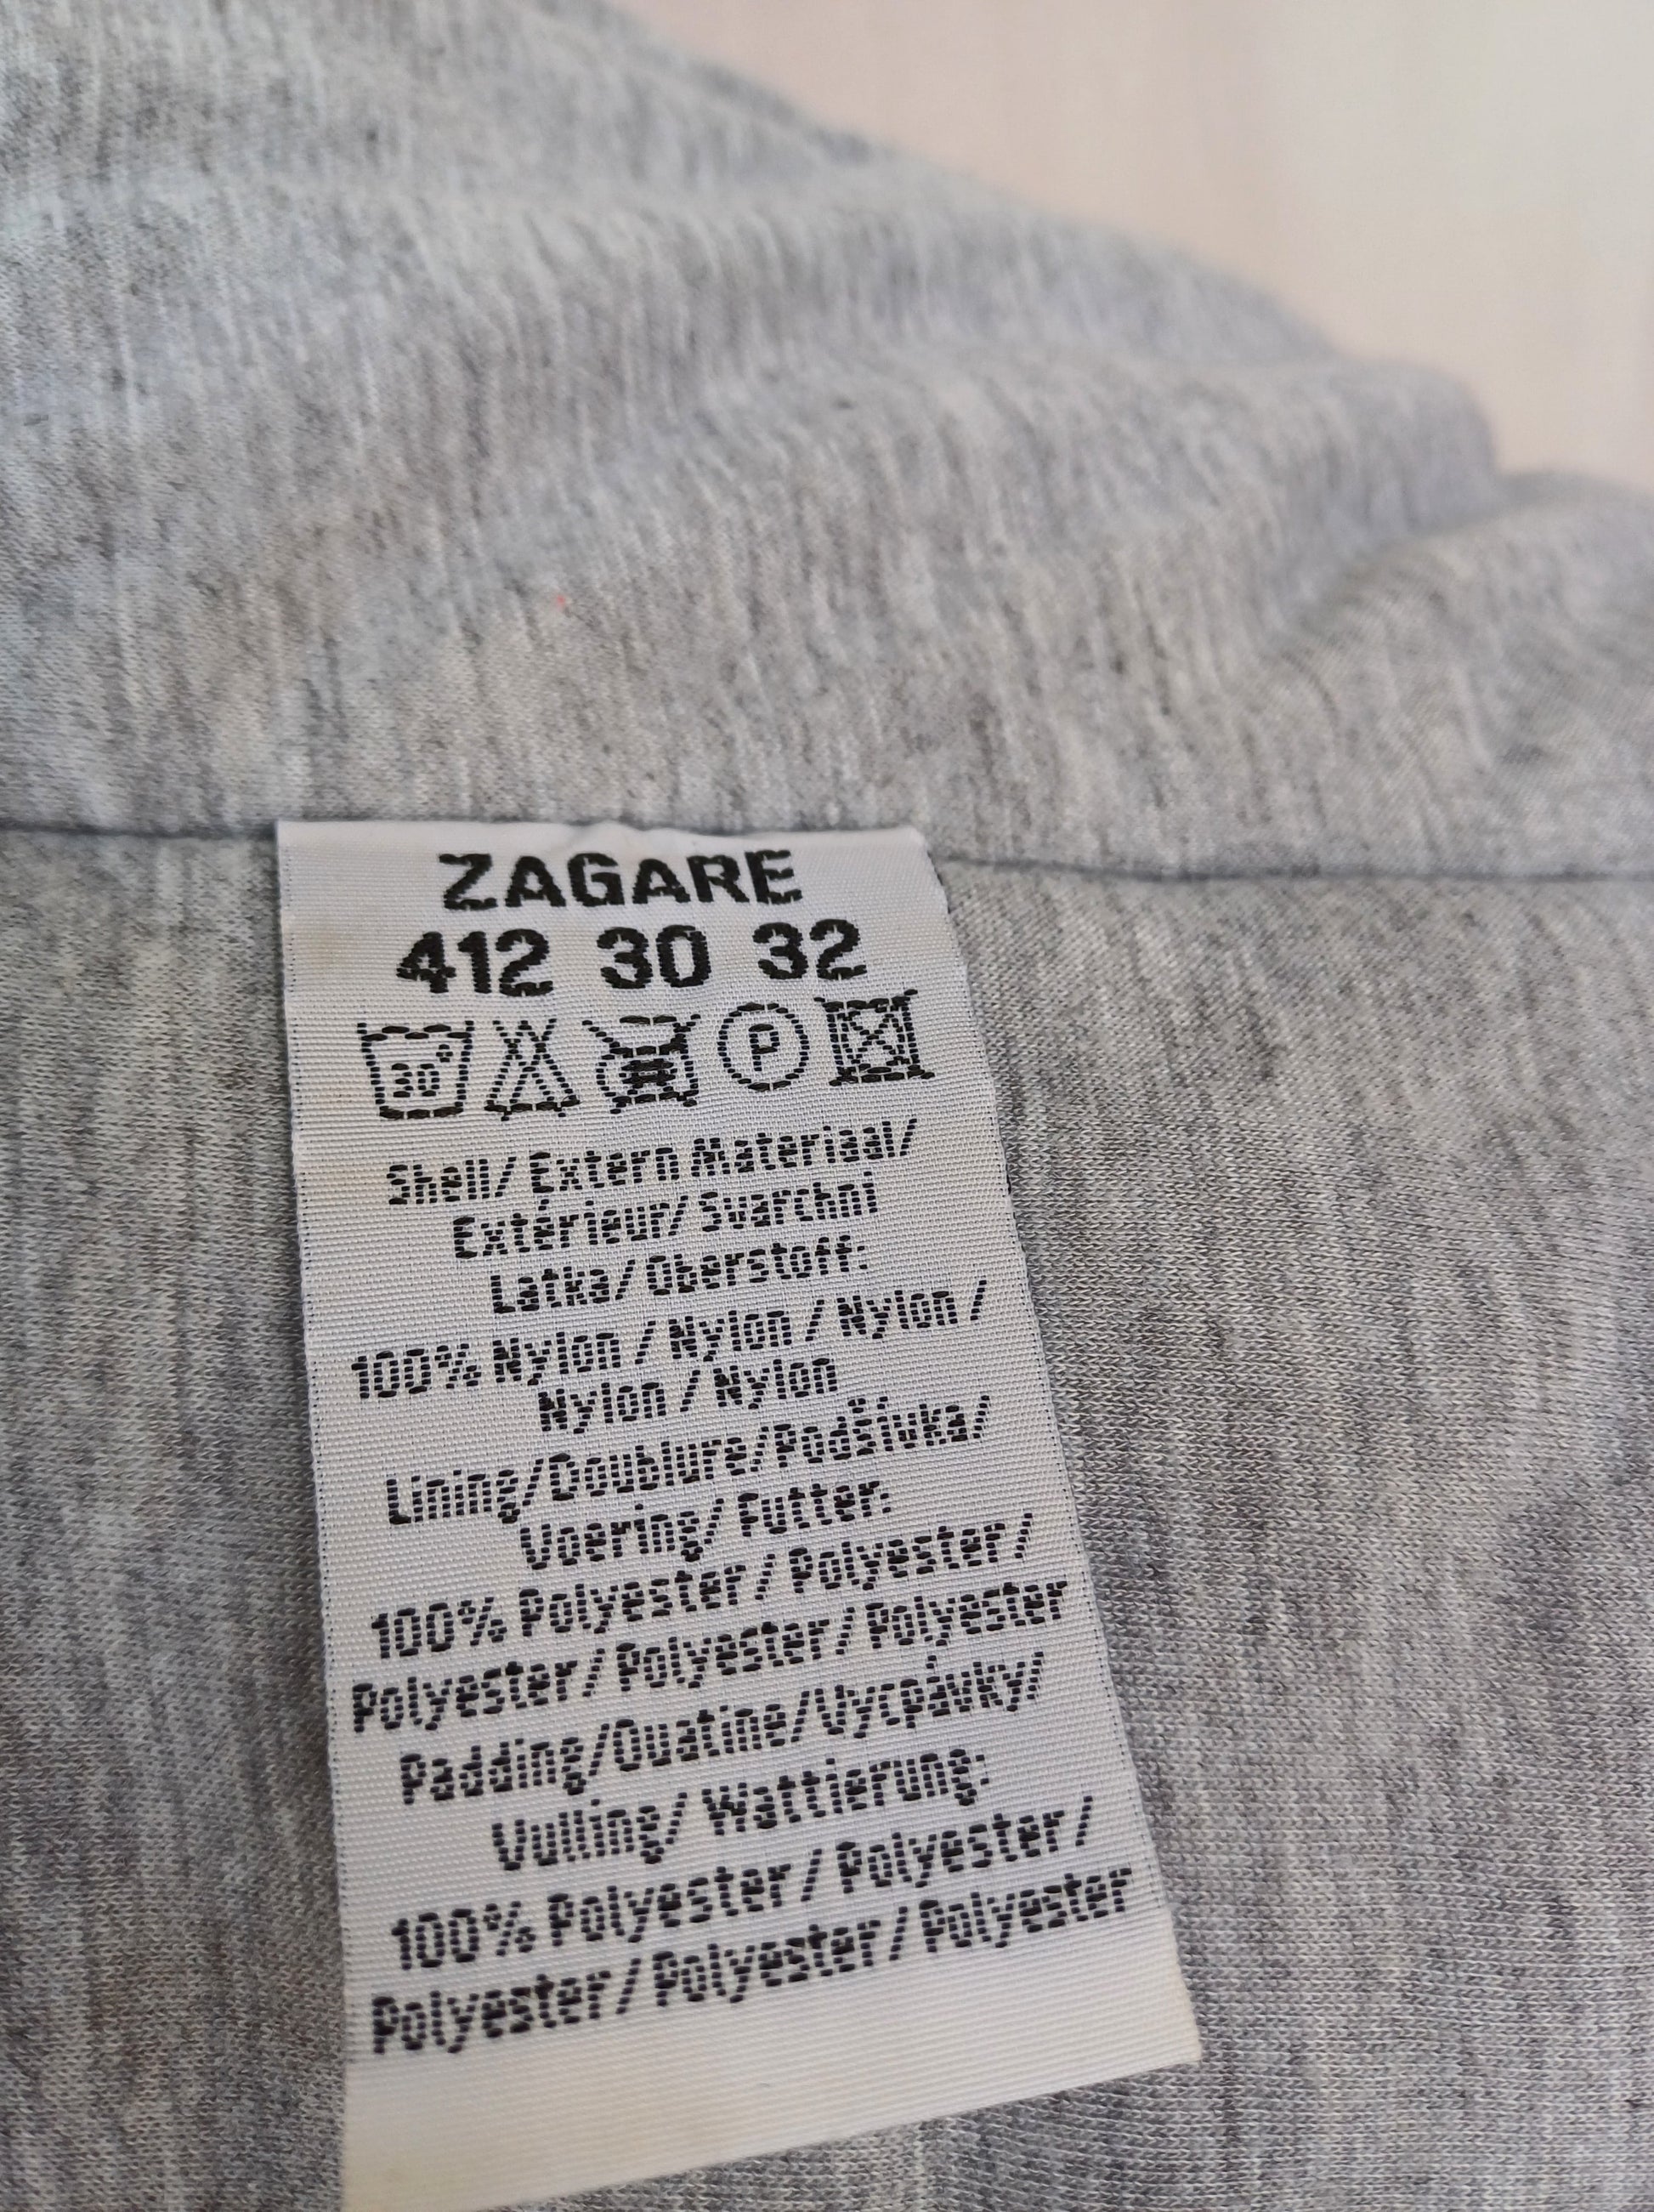 ZAGARE
412 30 32
30°
P
Shell/Extern Materiaal/
Extérieur/Svarchni
Latka/Oberstoff:
100% Nylon / Nylon / Nylon /
Nylon / Nylon
Lining/Doublure/Podšivka/
Voering/Futter:
100% Polyester / Polyester /
Polyester / Polyester / Polyester
Padding/Ouatine/Vycpávky/
Vulling/Wattierung:
100% Polyester / Polyester /
Polyester / Polyester / Polyester